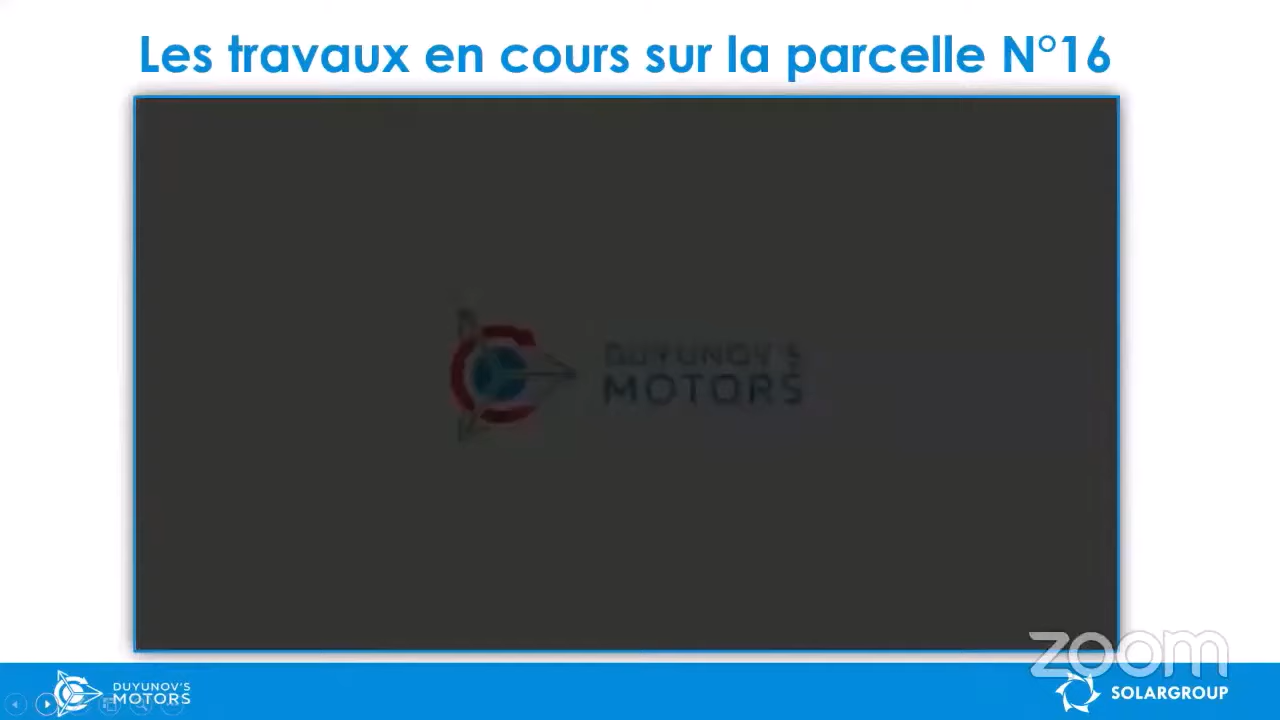 Les travaux en cours sur la parcelle N°16
DUYUNOV'S
MOTORS
zoom
DUYUNOV'S
MOTORS
SOLARGROUP